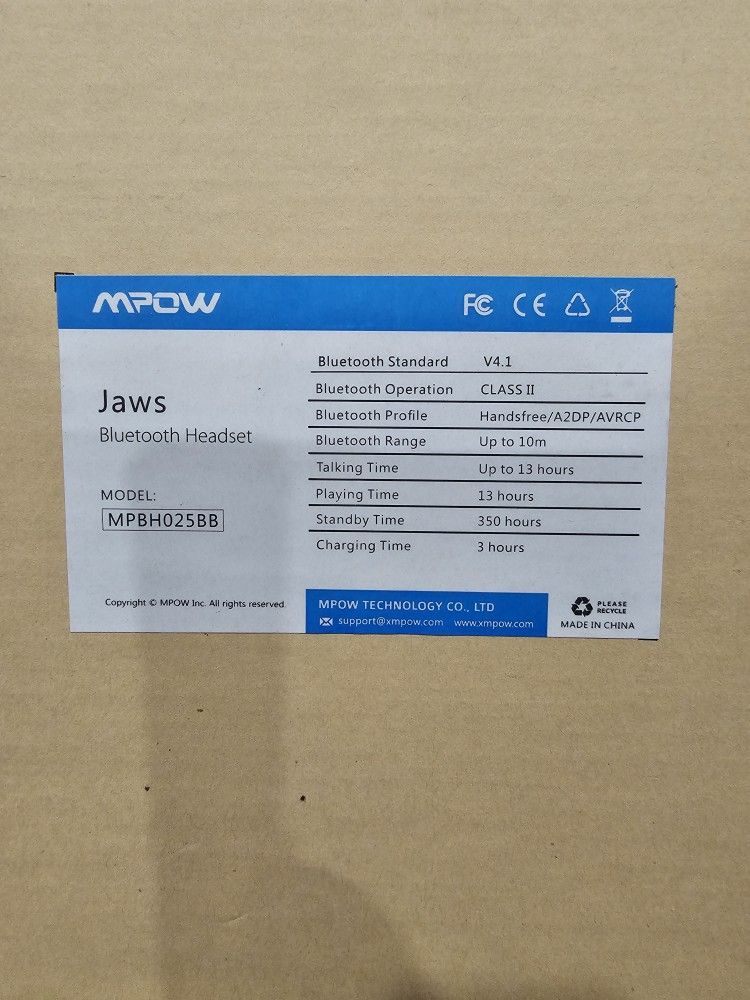 MPOW
FC CE
Jaws
Bluetooth Headset
MODEL:
MPBH025BB
Bluetooth Standard V4.1
Bluetooth Operation CLASS II
Bluetooth Profile Handsfree/A2DP/AVRCP
Bluetooth Range Up to 10m
Talking Time Up to 13 hours
Playing Time 13 hours
Standby Time 350 hours
Charging Time 3 hours
Copyright © MPOW Inc. All rights reserved.
MPOW TECHNOLOGY CO., LTD
support@xmpow.com www.xmpow.com
PLEASE
RECYCLE
MADE IN CHINA